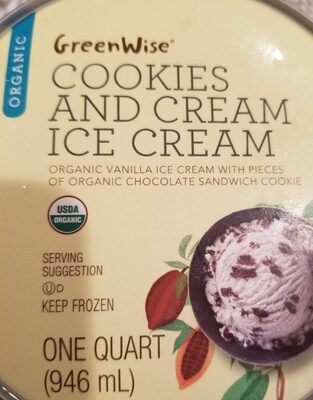 ORGANIC
GreenWise®
COOKIES
AND CREAM
ICE CREAM
ORGANIC VANILLA ICE CREAM WITH PIECES
OF ORGANIC CHOCOLATE SANDWICH COOKIE
USDA
ORGANIC
SERVING
SUGGESTION
Ⓤ D
KEEP FROZEN
ONE QUART
(946 mL)